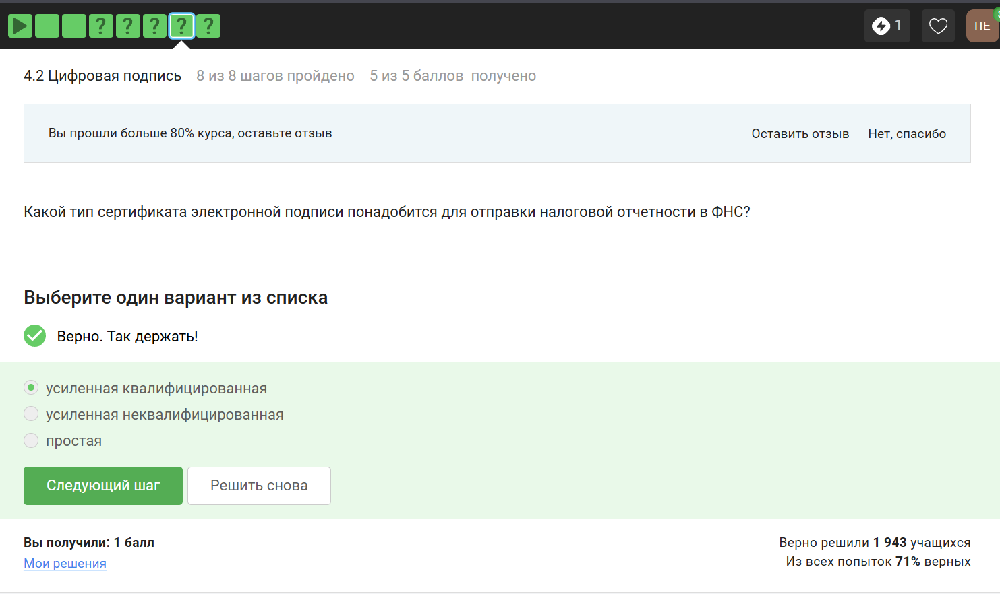 ? ? ? ? ?
1
ПЕ
4.2 Цифровая подпись 8 из 8 шагов пройдено 5 из 5 баллов получено
Вы прошли больше 80% курса, оставьте отзыв
Оставить отзыв Нет, спасибо
Какой тип сертификата электронной подписи понадобится для отправки налоговой отчетности в ФНС?
Выберите один вариант из списка
Верно. Так держать!
усиленная квалифицированная
усиленная неквалифицированная
простая
Следующий шаг Решить снова
Вы получили: 1 балл
Мои решения
Верно решили 1 943 учащихся
Из всех попыток 71% верных